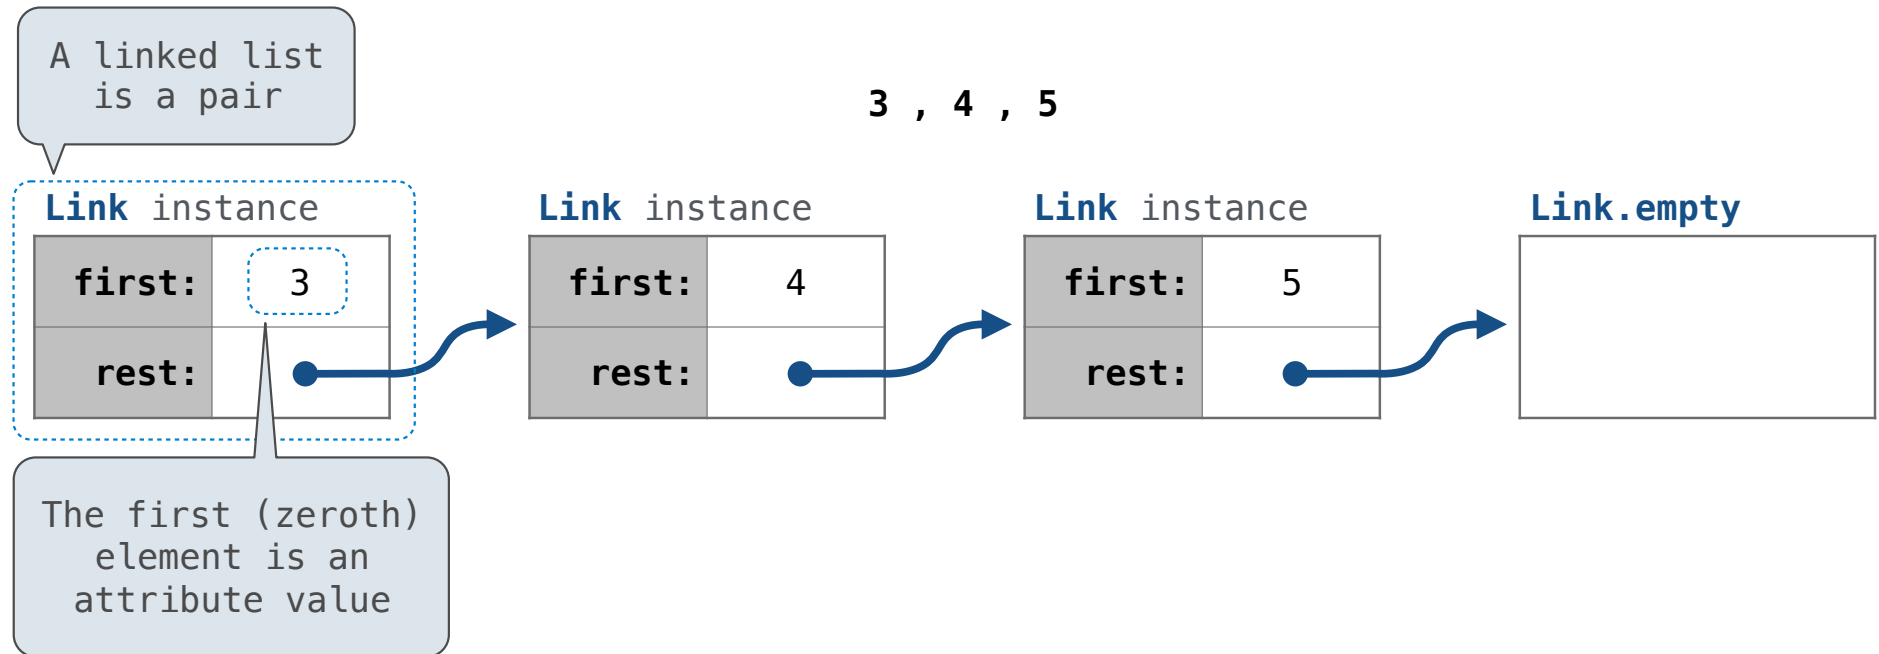 A linked list
is a pair
3 , 4 , 5
Link instance
first: 3
rest:
Link instance
first: 4
rest:
Link instance
first: 5
rest:
Link.empty
The first (zeroth)
element is an
attribute value